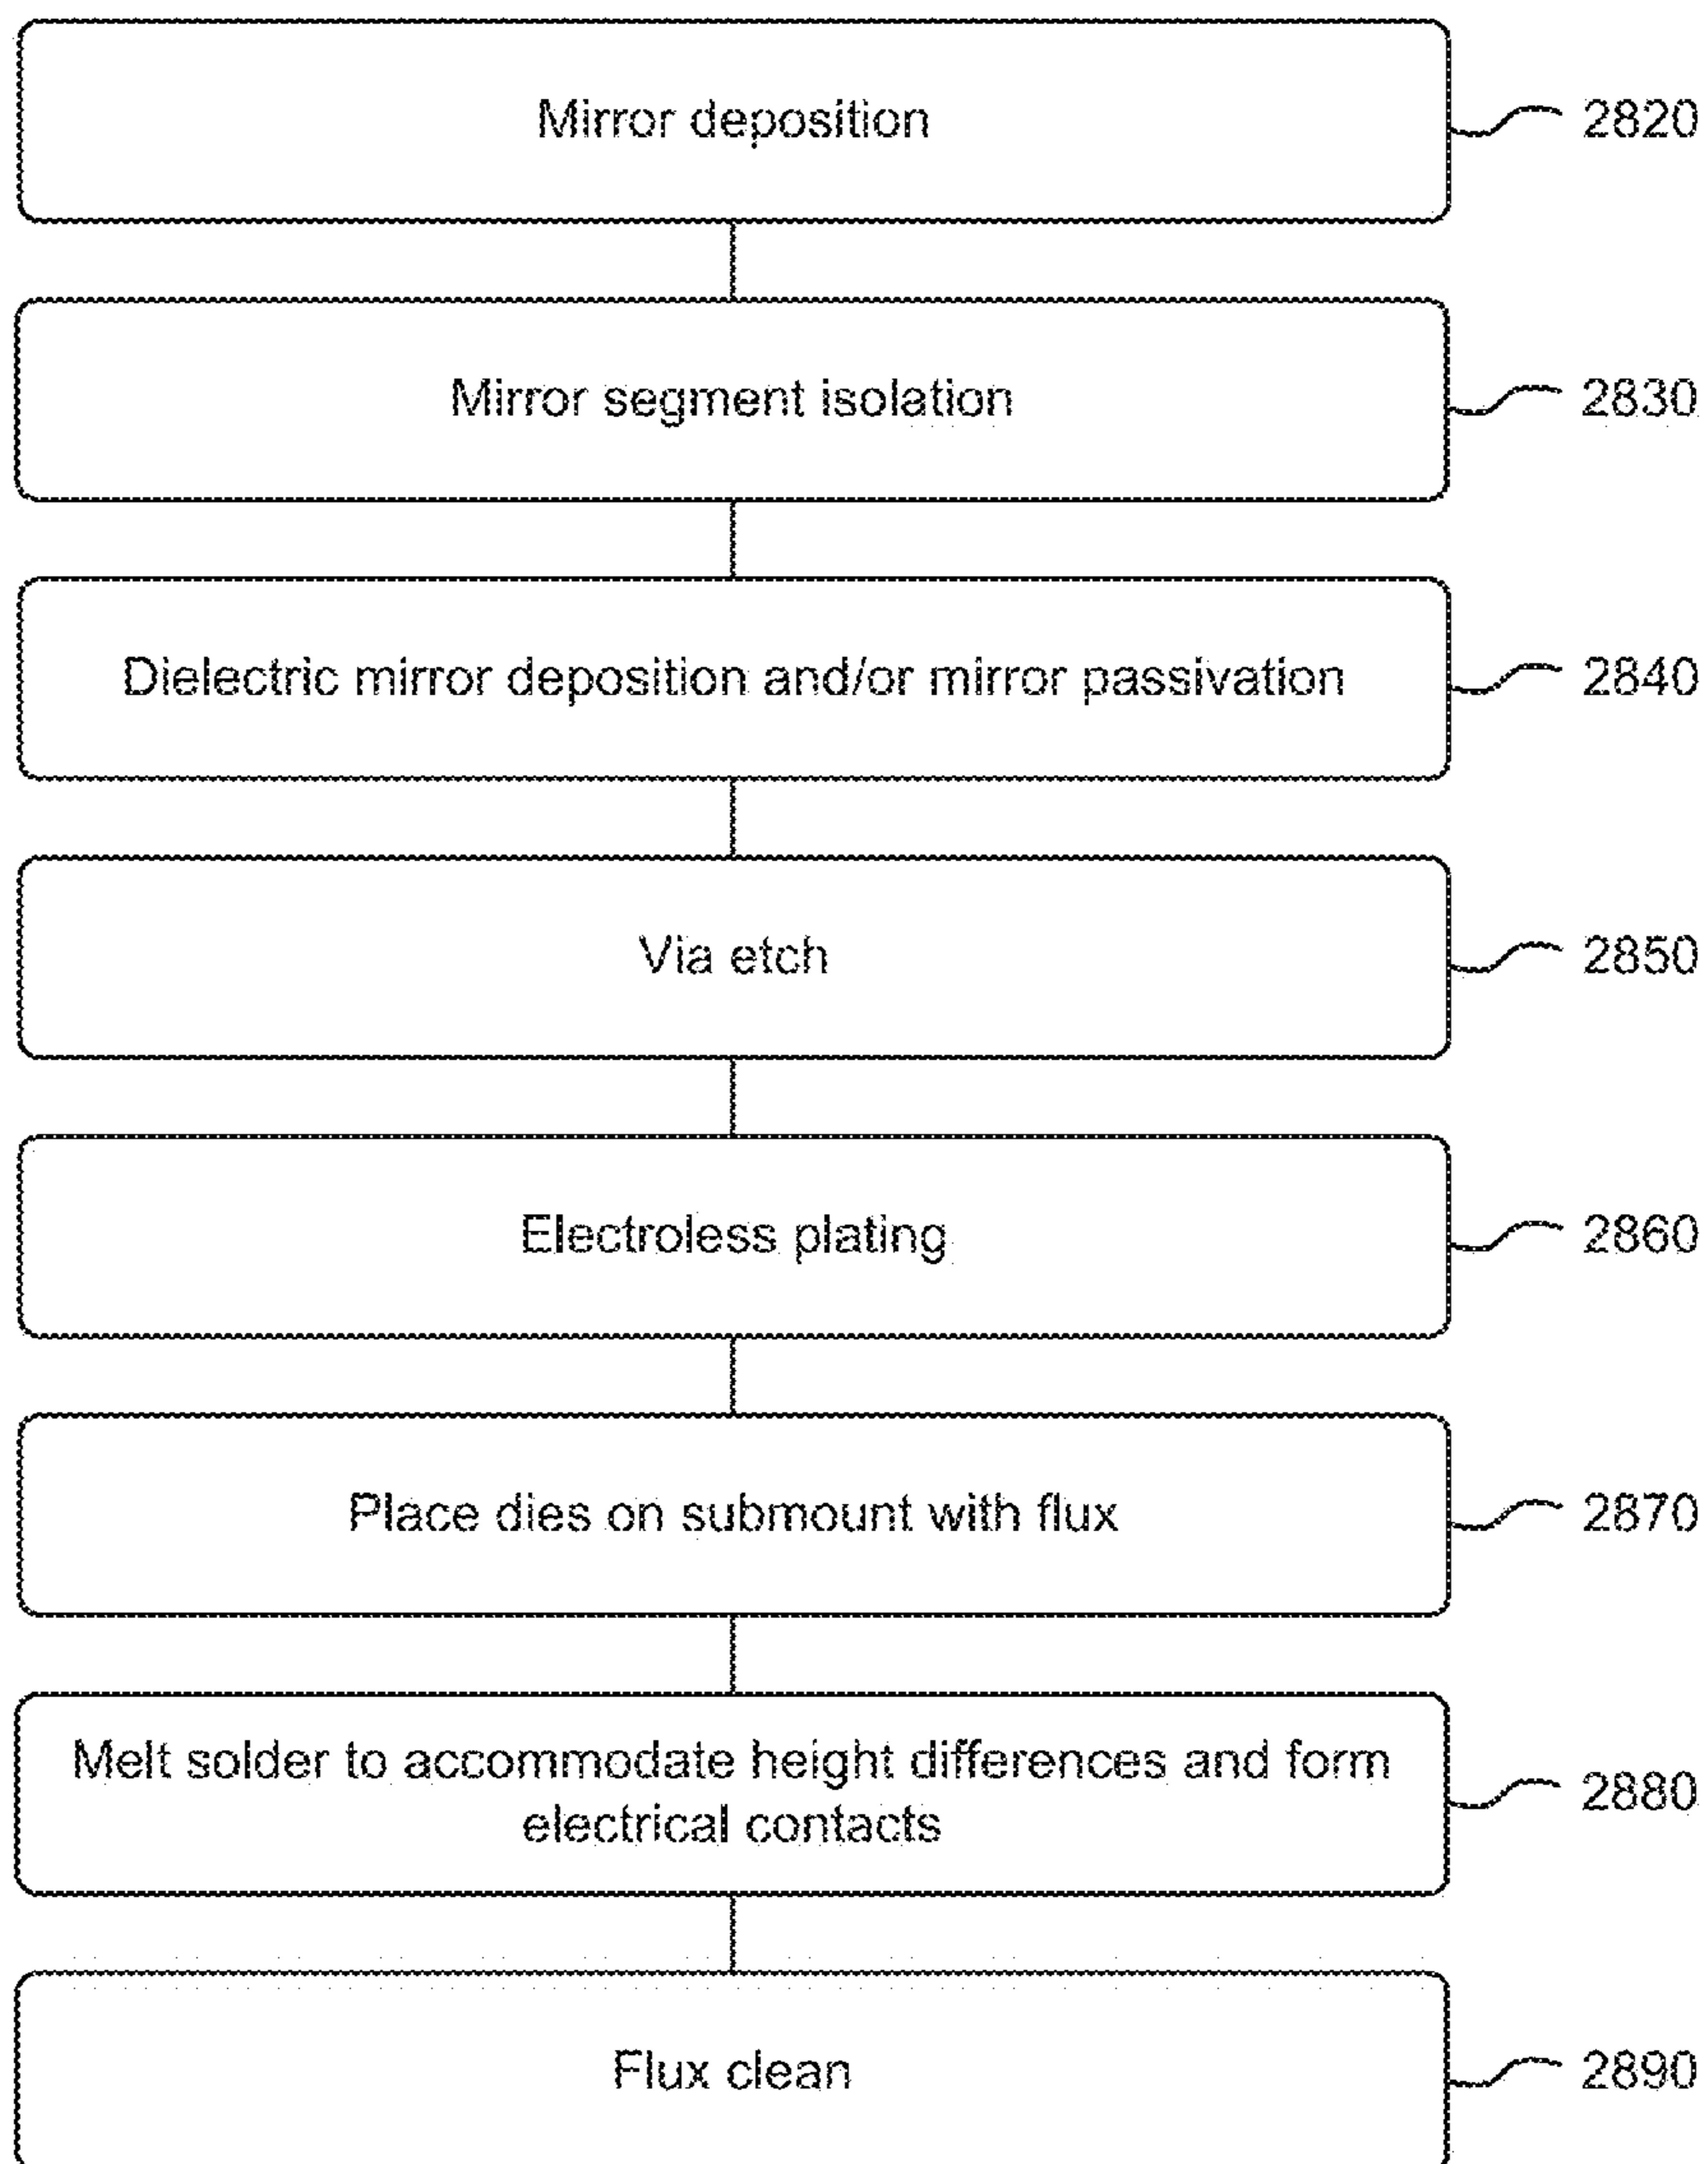 Mirror deposition
2820
Mirror segment isolation
2830
Dielectric mirror deposition and/or mirror passivation
2840
Via etch
2850
Electroless plating
2860
Place dies on submount with flux
2870
Melt solder to accommodate height differences and form
electrical contacts
2880
Flux clean
2890